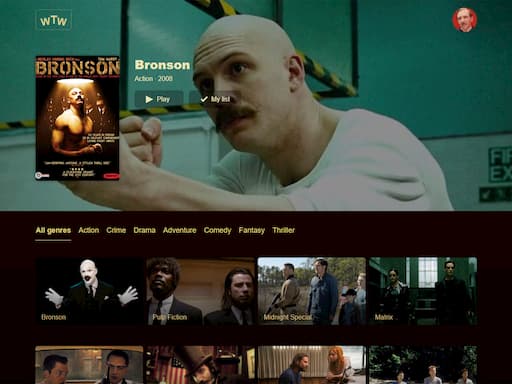 WTW
BRONSON
Bronson
Action · 2008
Play
My list
FIRE
All genres
Action
Crime
Drama
Adventure
Comedy
Fantasy
Thriller
Bronson
Pulp Fiction
Midnight Special
Matrix